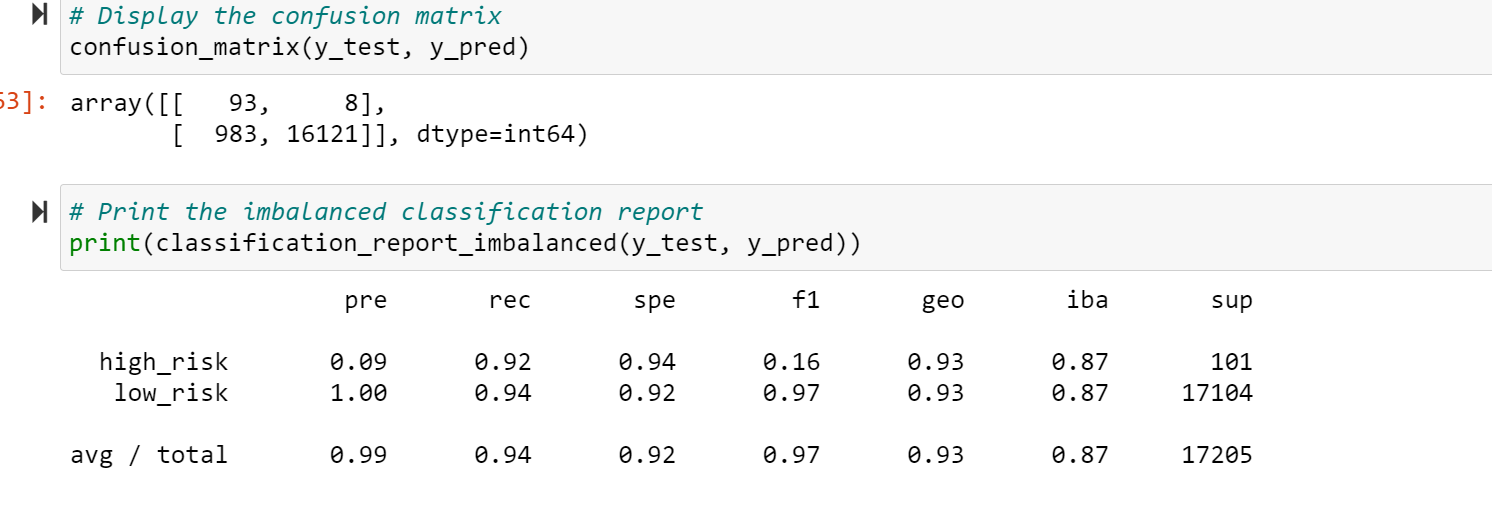 # Display the confusion matrix
confusion_matrix(y_test, y_pred)
53]: array([[   93,     8],
       [  983, 16121]], dtype=int64)
# Print the imbalanced classification report
print(classification_report_imbalanced(y_test, y_pred))
pre rec spe f1 geo iba sup
high_risk 0.09 0.92 0.94 0.16 0.93 0.87 101
low_risk 1.00 0.94 0.92 0.97 0.93 0.87 17104
avg / total 0.99 0.94 0.92 0.97 0.93 0.87 17205